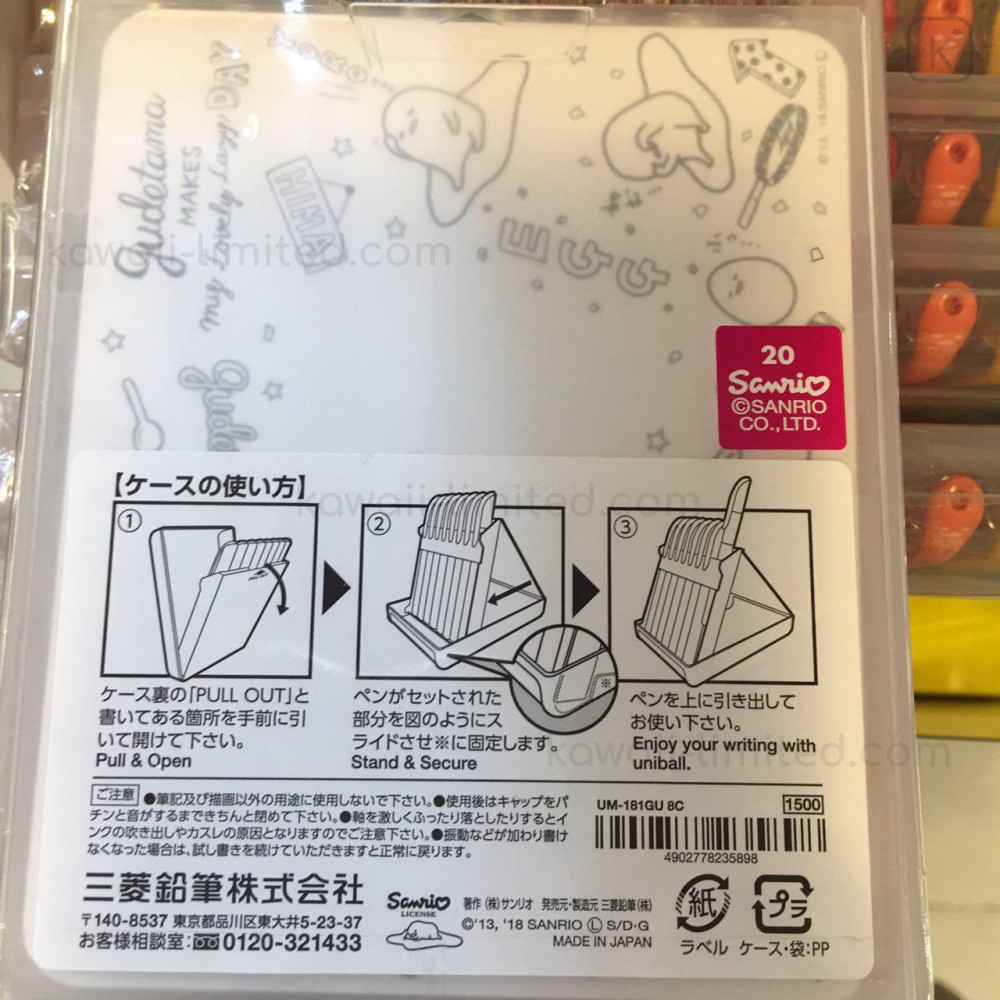 gudetama
MAKES
my lovely lazy DAY
HIMA!
EGG
gude
20
Sanrio
©SANRIO
CO.,LTD.
kawaii-limited.com
【ケースの使い方】
kawaii-limited.com
①
②
③
※
ケース裏の「PULL OUT」と
書いてある箇所を手前に引
いて開けて下さい。
Pull & Open
ペンがセットされた
部分を図のようにス
ライドさせ※に固定します。
Stand & Secure
ペンを上に引き出して
お使い下さい。
Enjoy your writing with
uniball.
kawaii-limited.com
ご注意 ●筆記及び描画以外の用途に使用しないで下さい。●使用後はキャップをパ
チンと音がするまできちんと閉めて下さい。●軸を激しくふったり落としたりするとイ
ンクの吹き出しやカスレの原因となりますのでご注意下さい。●振動などが加わり書け
なくなった場合は、試し書きを続けていただきますと正常に戻ります。
UM-181GU 8C 1500
4902778235898
三菱鉛筆株式会社
〒140-8537 東京都品川区東大井5-23-37
お客様相談室:0120-321433
Sanrio
LICENSE
著作 (株)サンリオ 発売元・製造元 三菱鉛筆(株)
©'13, '18 SANRIO Ⓛ S/D・G
MADE IN JAPAN
紙
ラベル
プラ
ケース・袋:PP